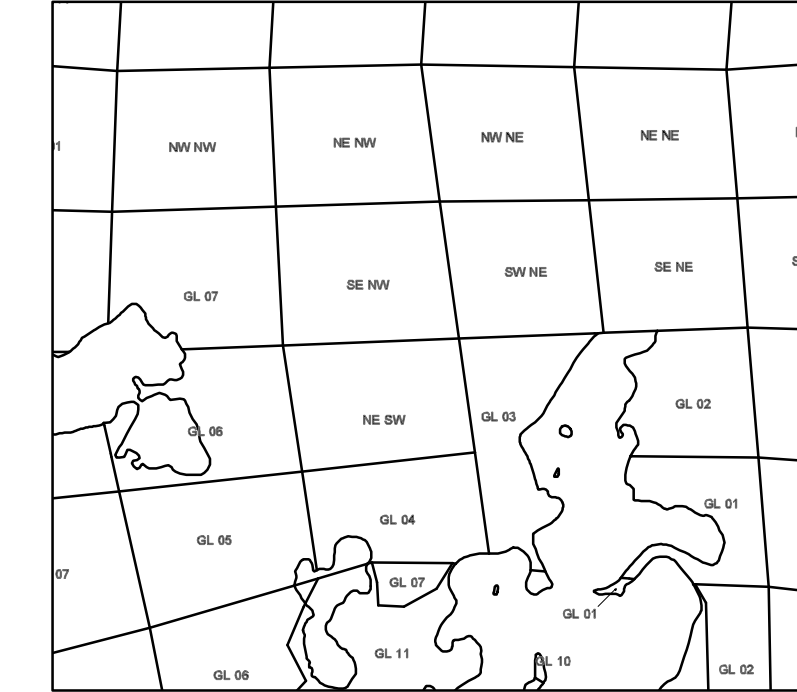 01
NW NW
NE NW
NW NE
NE NE
GL 07
SE NW
SW NE
SE NE
GL 06
NE SW
GL 03
GL 02
GL 05
GL 04
GL 01
07
GL 07
GL 01
GL 06
GL 11
GL 10
GL 02